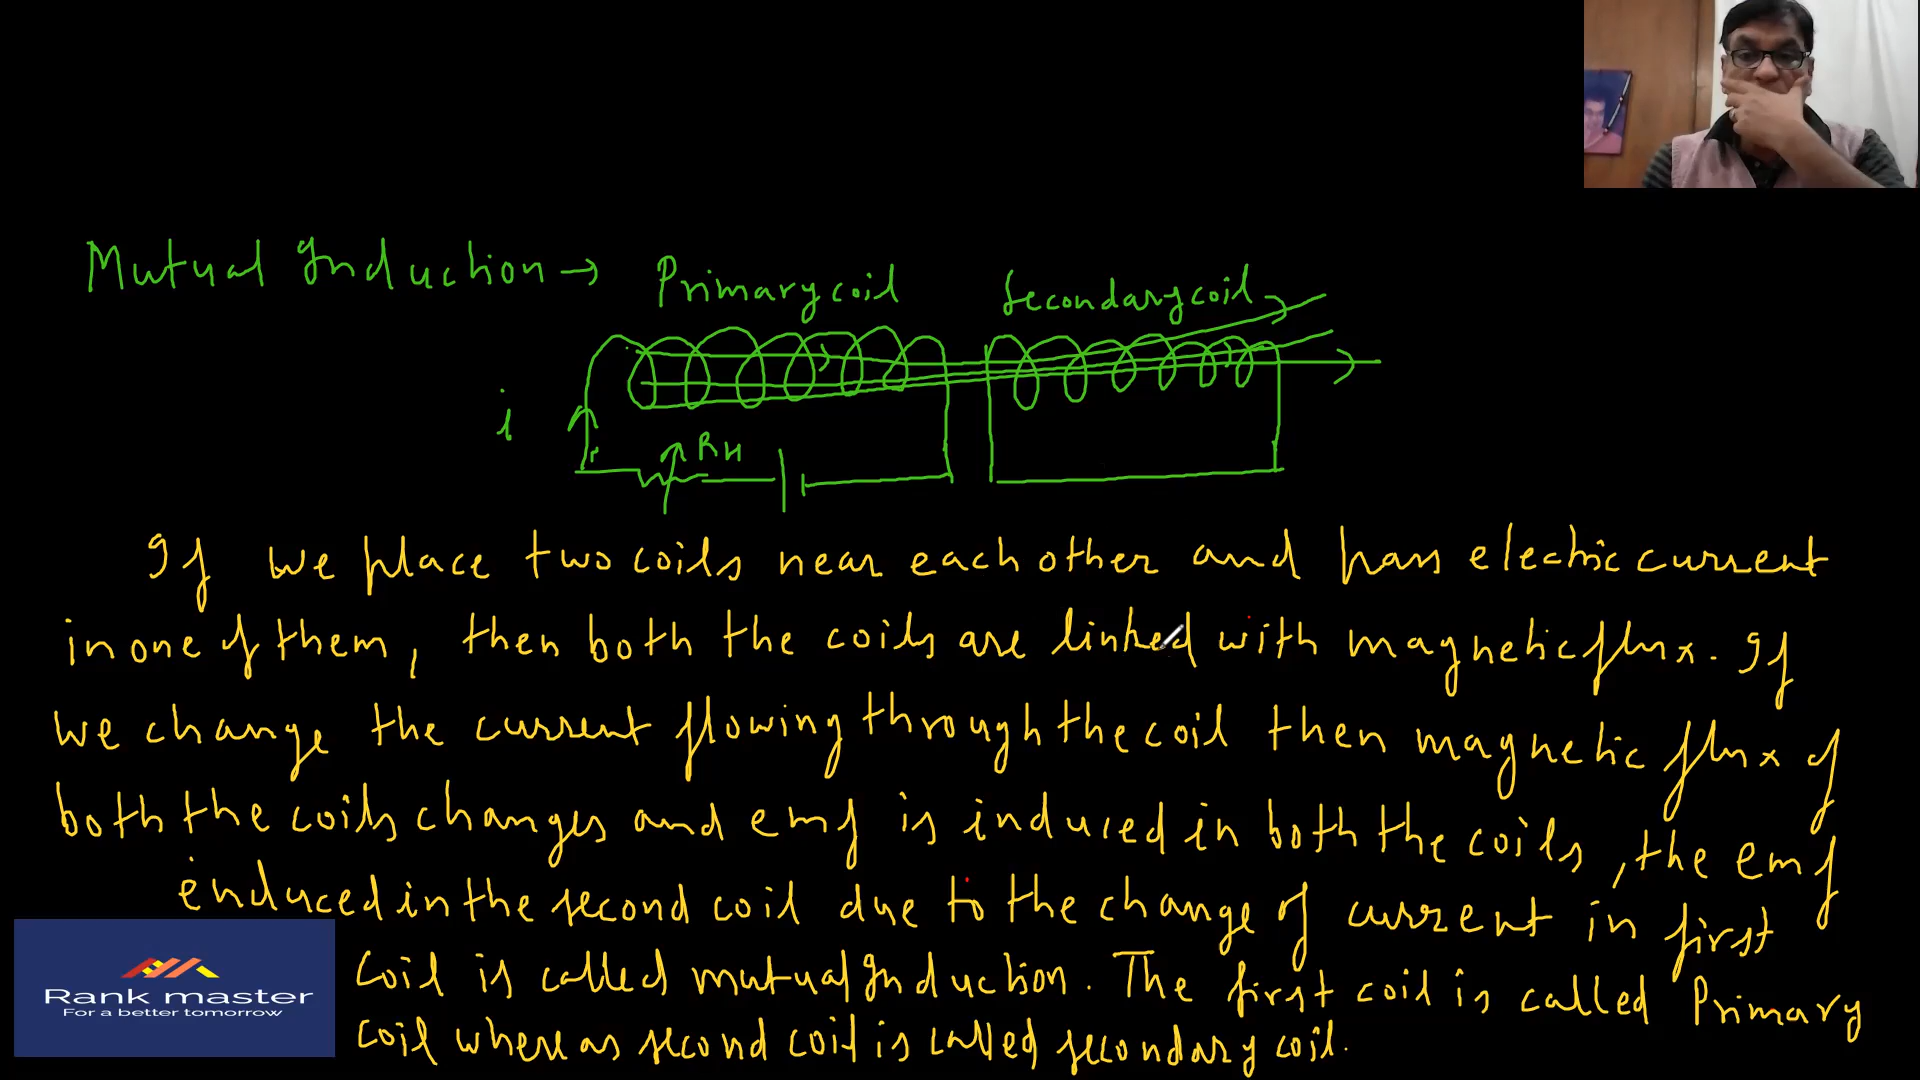 Mutual Induction →
Primary coil
Secondary coil
i
RH
If we place two coils near each other and pass electric current
in one of them, then both the coils are linked with magnetic flux. If
we change the current flowing through the coil then magnetic flux of
both the coils changes and emf is induced in both the coils, the emf
enduced in the second coil due to the change of current in first
coil is called mutual Induction. The first coil is called Primary
coil where as second coil is called secondary coil.
Rank master
For a better tomorrow